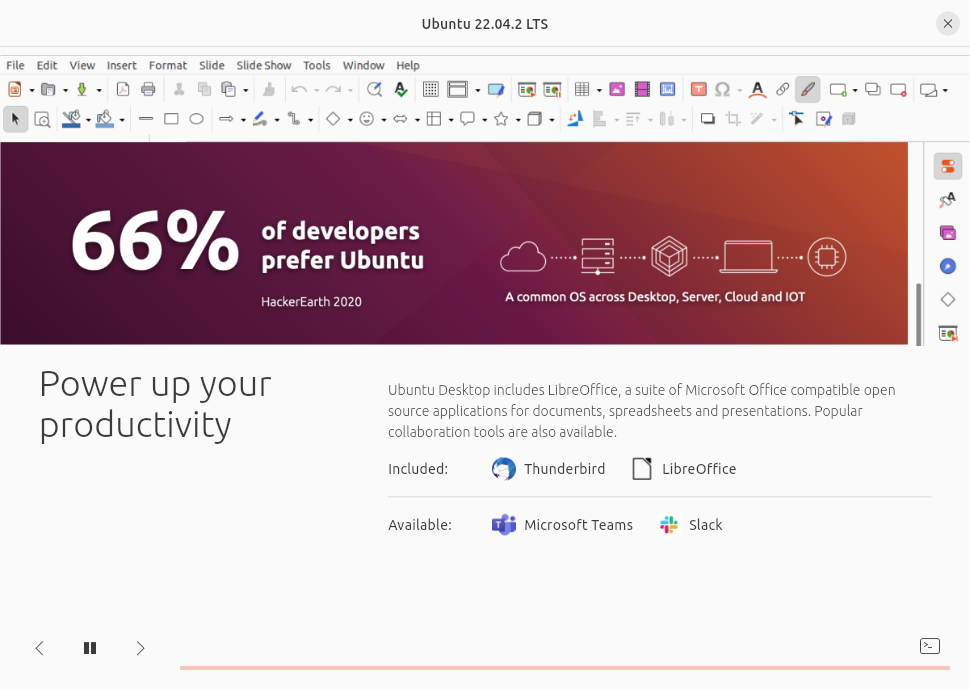 Ubuntu 22.04.2 LTS
File Edit View Insert Format Slide Slide Show Tools Window Help
66%
of developers
prefer Ubuntu
HackerEarth 2020
A common OS across Desktop, Server, Cloud and IOT
Power up your
productivity
Ubuntu Desktop includes LibreOffice, a suite of Microsoft Office compatible open
source applications for documents, spreadsheets and presentations. Popular
collaboration tools are also available.
Included: Thunderbird LibreOffice
Available: Microsoft Teams Slack